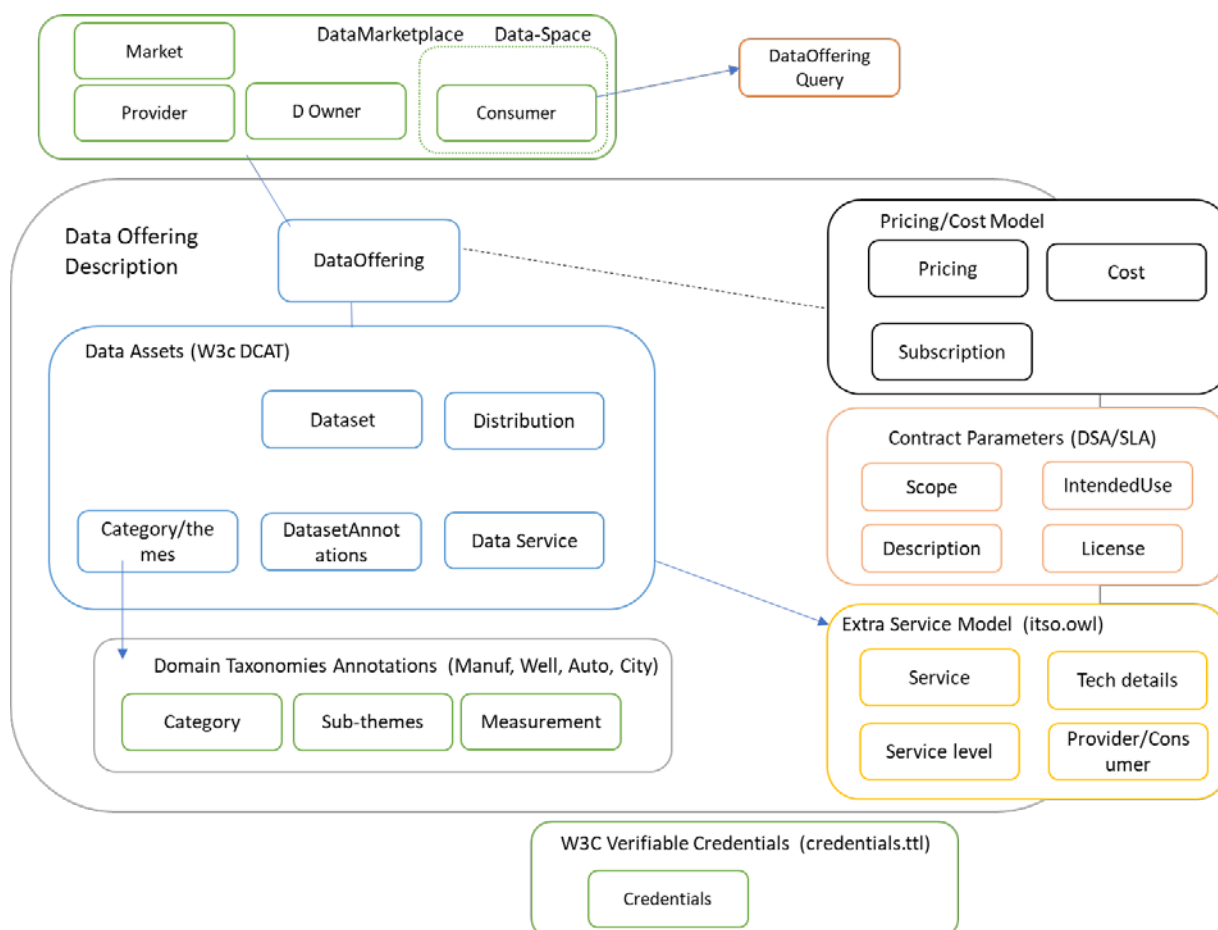 Market
DataMarketplace
Data-Space
Provider
D Owner
Consumer
DataOffering
Query
Data Offering
Description
DataOffering
Pricing/Cost Model
Pricing
Cost
Subscription
Data Assets (W3c DCAT)
Dataset
Distribution
Category/the
mes
DatasetAnnot
ations
Data Service
Contract Parameters (DSA/SLA)
Scope
IntendedUse
Description
License
Extra Service Model (itso.owl)
Service
Tech details
Service level
Provider/Cons
umer
Domain Taxonomies Annotations (Manuf, Well, Auto, City)
Category
Sub-themes
Measurement
W3C Verifiable Credentials (credentials.ttl)
Credentials